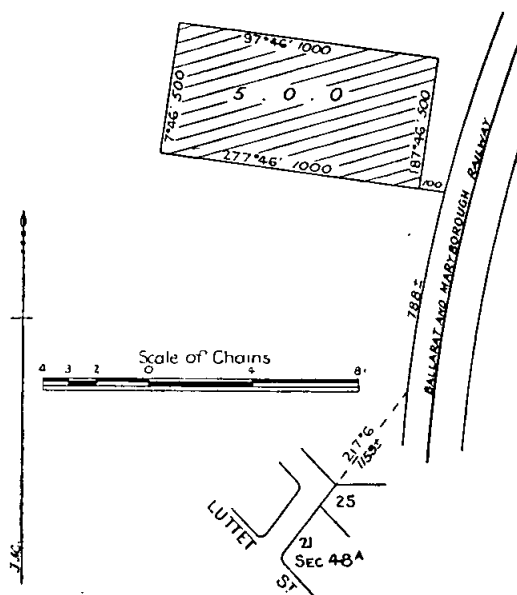 97°46' 1000
7°46' 500
5 . 0 . 0
187°46' 500
277°46' 1000
100
BALLARAT AND MARYBOROUGH RAILWAY
788±
Scale of Chains
4 3 2 0 4 8
217°6'
1159±
25
LUTTET
21
SEC 48A
ST.